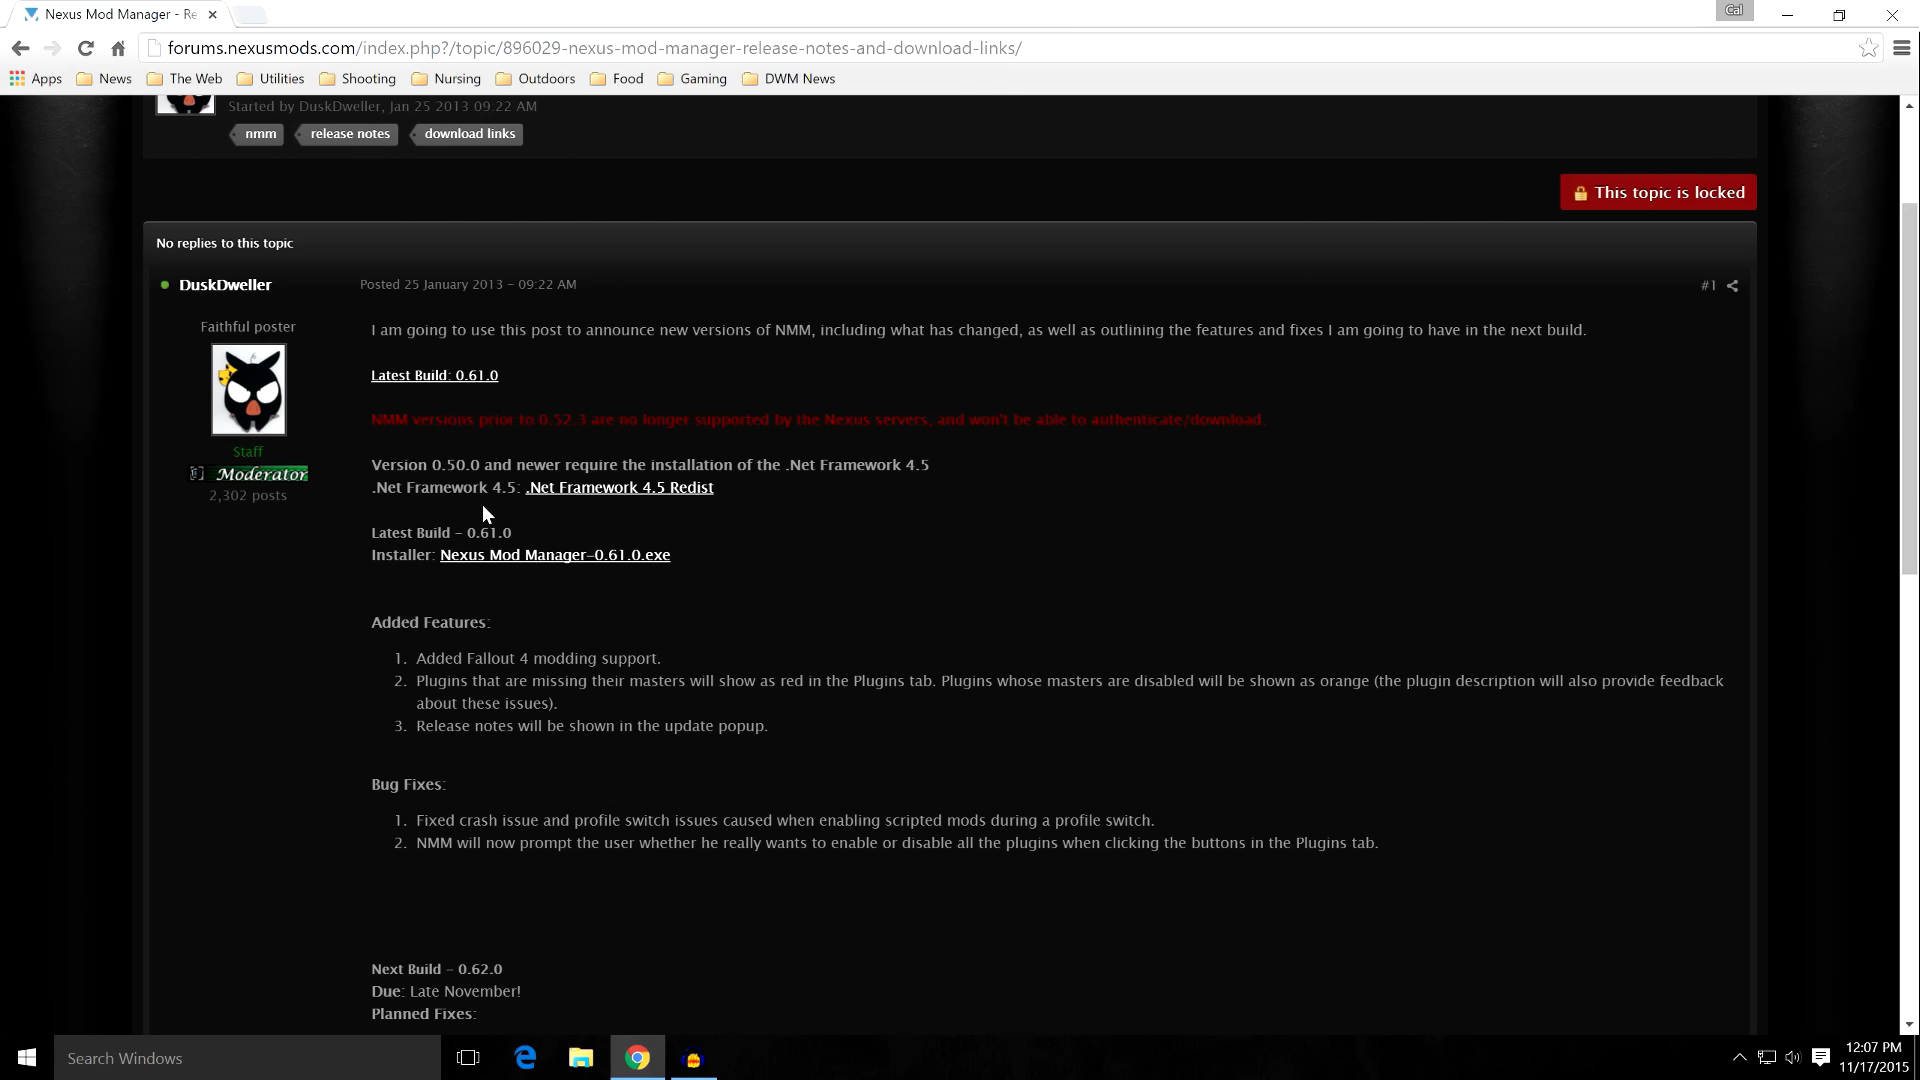 Nexus Mod Manager - Re
Cal
forums.nexusmods.com/index.php?/topic/896029-nexus-mod-manager-release-notes-and-download-links/
Apps News The Web Utilities Shooting Nursing Outdoors Food Gaming DWM News
Started by DuskDweller, Jan 25 2013 09:22 AM
nmm release notes download links
This topic is locked
No replies to this topic
DuskDweller Posted 25 January 2013 - 09:22 AM #1
Faithful poster
Staff
Moderator
2,302 posts
I am going to use this post to announce new versions of NMM, including what has changed, as well as outlining the features and fixes I am going to have in the next build.
Latest Build: 0.61.0
NMM versions prior to 0.52.3 are no longer supported by the Nexus servers, and won't be able to authenticate/download.
Version 0.50.0 and newer require the installation of the .Net Framework 4.5
.Net Framework 4.5: .Net Framework 4.5 Redist
Latest Build - 0.61.0
Installer: Nexus Mod Manager-0.61.0.exe
Added Features:
1. Added Fallout 4 modding support.
2. Plugins that are missing their masters will show as red in the Plugins tab. Plugins whose masters are disabled will be shown as orange (the plugin description will also provide feedback
about these issues).
3. Release notes will be shown in the update popup.
Bug Fixes:
1. Fixed crash issue and profile switch issues caused when enabling scripted mods during a profile switch.
2. NMM will now prompt the user whether he really wants to enable or disable all the plugins when clicking the buttons in the Plugins tab.
Next Build - 0.62.0
Due: Late November!
Planned Fixes:
Search Windows
12:07 PM
11/17/2015